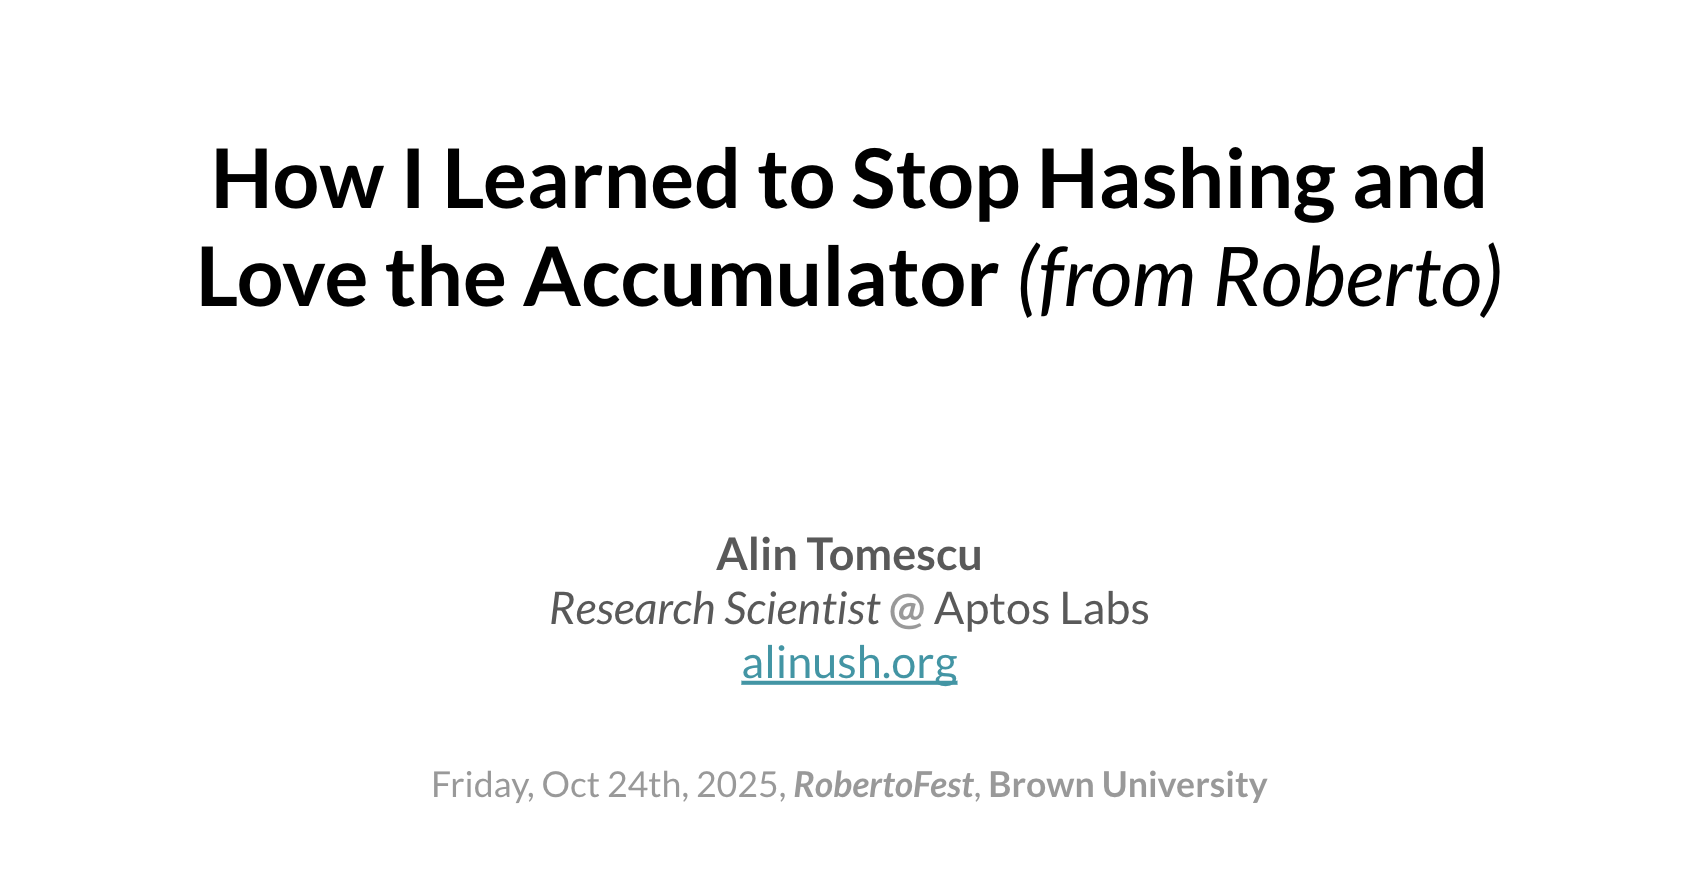 How I Learned to Stop Hashing and
Love the Accumulator (from Roberto)
Alin Tomescu
Research Scientist @ Aptos Labs
alinush.org
Friday, Oct 24th, 2025, RobertoFest, Brown University